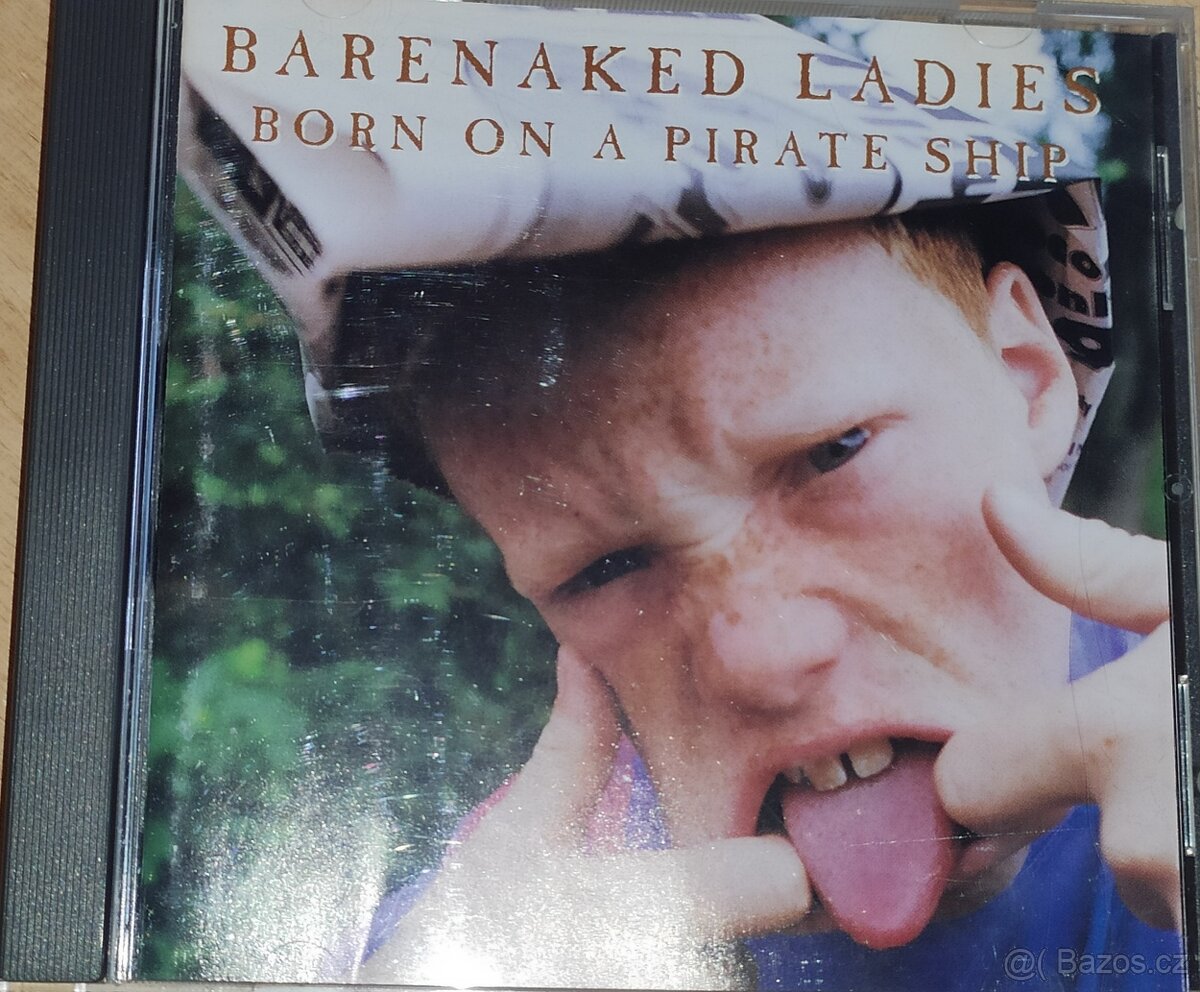 BARENAKED LADIES
BORN ON A PIRATE SHIP
@( Bazos.cz